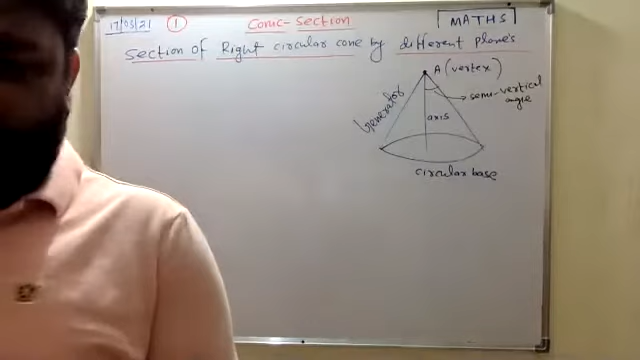 17/03/21 1 Conic-Section MATHS
Section of Right circular cone by different plane's
A (vertex)
semi-vertical
angle
Generator
axis
circular base